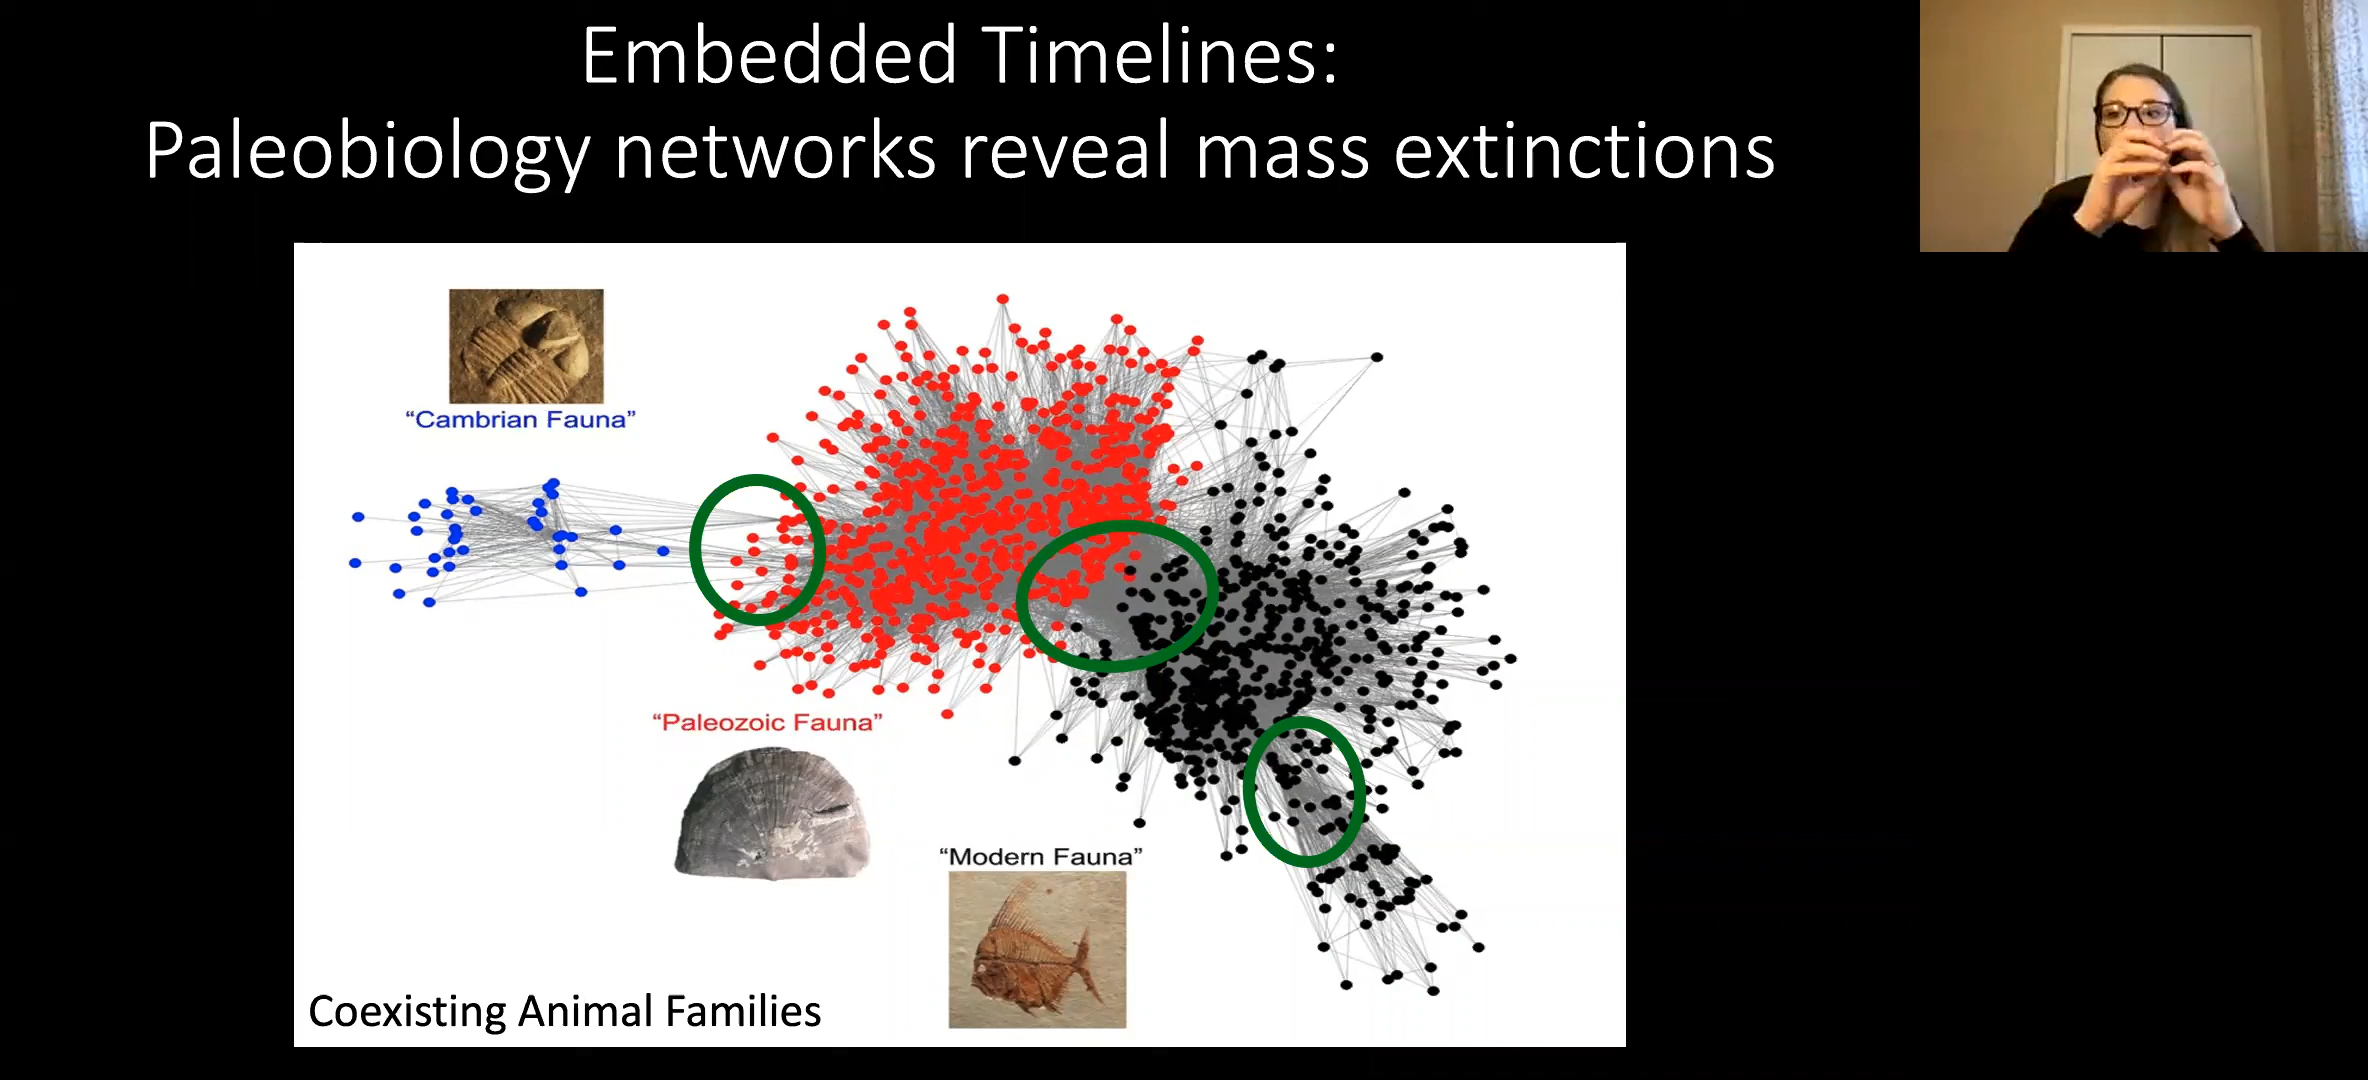 Embedded Timelines:
Paleobiology networks reveal mass extinctions
“Cambrian Fauna”
“Paleozoic Fauna”
“Modern Fauna”
Coexisting Animal Families